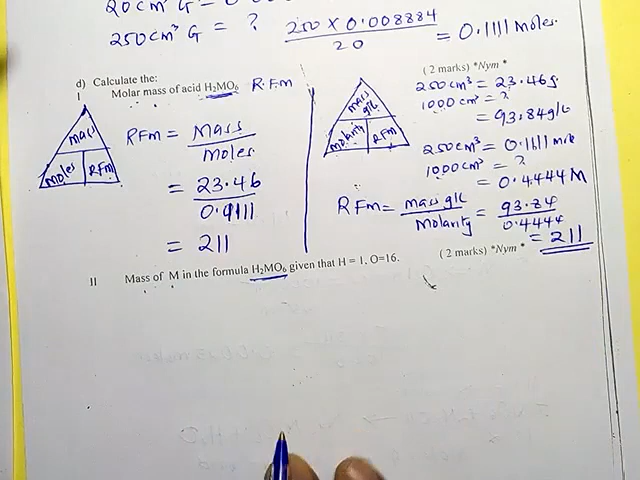 20 cm³ G =
250cm³ G = ? 250 X 0.008884 / 20 = 0.1111 moles.
d) Calculate the:
I Molar mass of acid H₂MO₆ R.F.m
( 2 marks) *Nym *
mass
moles RFM
RFm = Mass / Moles.
= 23.46 / 0.1111
= 211
mass g/L
molarity RFM
250cm³ = 23.46g.
1000cm³ = ?
= 93.84g/L
250cm³ = 0.1111 mole
1000cm³ = ?
= 0.4444 M
RFm = mass g/L / Molarity = 93.84 / 0.4444
= 211
II Mass of M in the formula H₂MO₆ given that H = 1, O=16.
( 2 marks) *Nym *